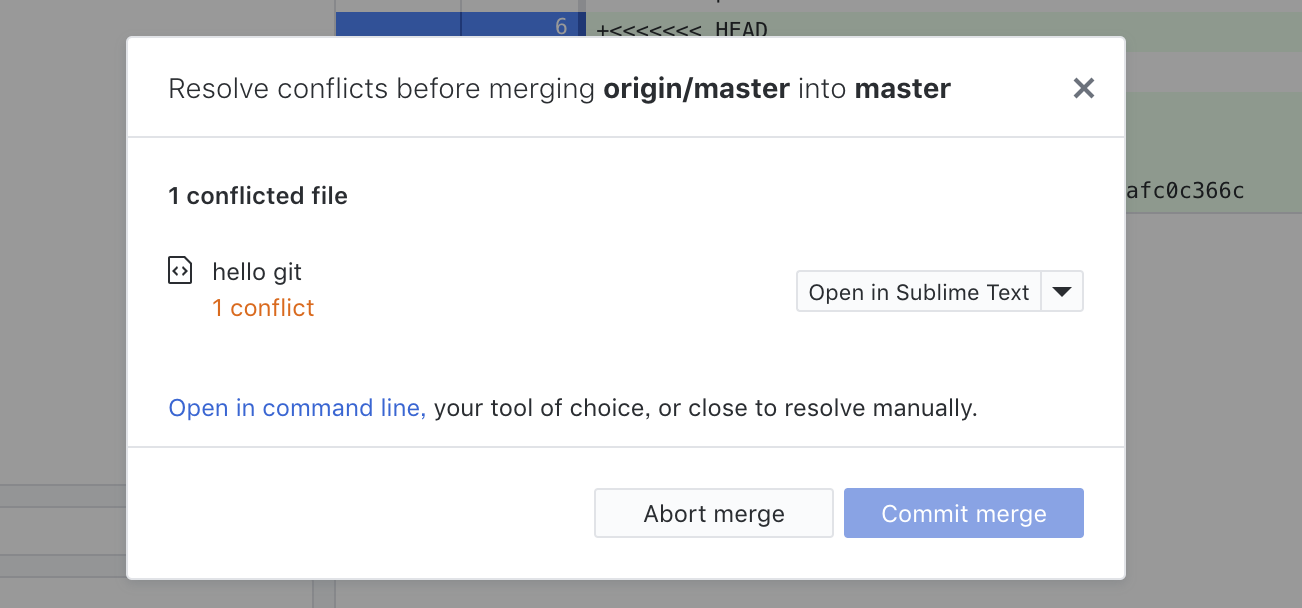 6 +<<<<<<< HEAD
Resolve conflicts before merging origin/master into master
1 conflicted file
afc0c366c
hello git
1 conflict
Open in Sublime Text
Open in command line, your tool of choice, or close to resolve manually.
Abort merge
Commit merge